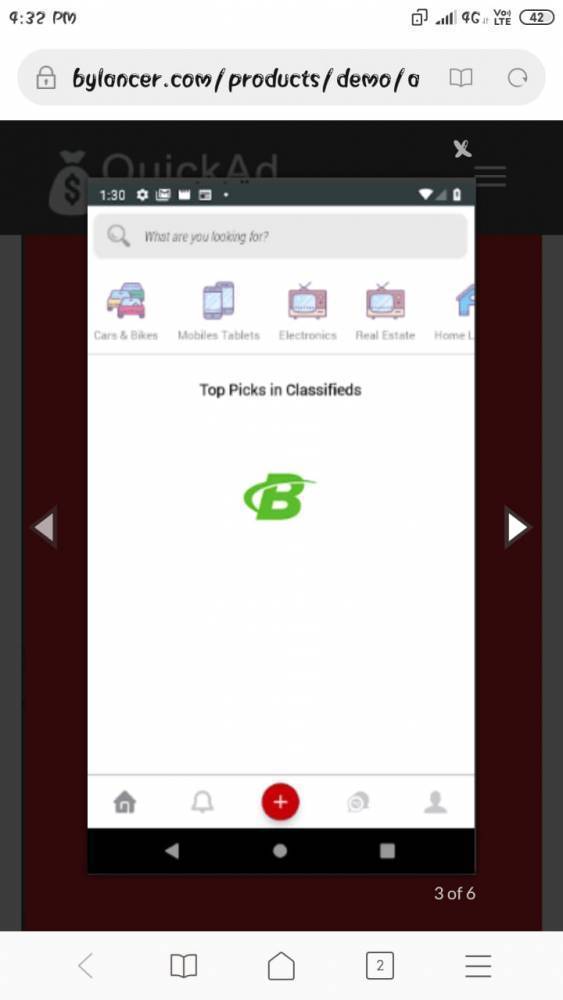 4:32 PM
4G Vo) LTE 42
bylancer.com/products/demo/a
QuickAd
1:30
What are you looking for?
Cars & Bikes Mobiles Tablets Electronics Real Estate Home L
Top Picks in Classifieds
B
3 of 6
2